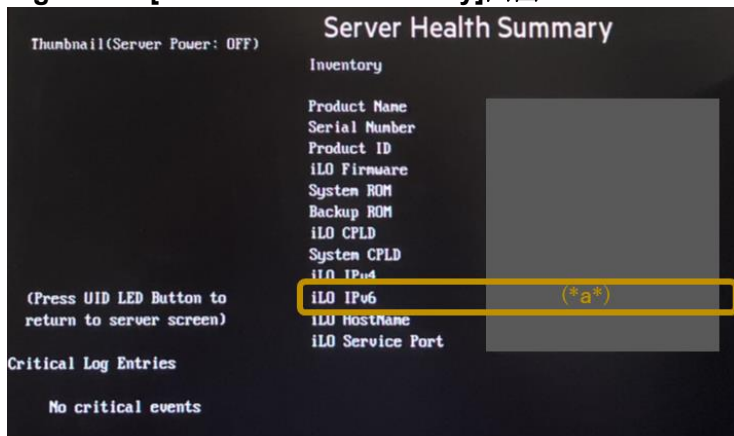 Server Health Summary
Thumbnail(Server Power: OFF)
Inventory
Product Name
Serial Number
Product ID
iLO Firmware
System ROM
Backup ROM
iLO CPLD
System CPLD
iLO IPv4
iLO IPv6 (*a*)
iLO HostName
iLO Service Port
(Press UID LED Button to
return to server screen)
Critical Log Entries
No critical events